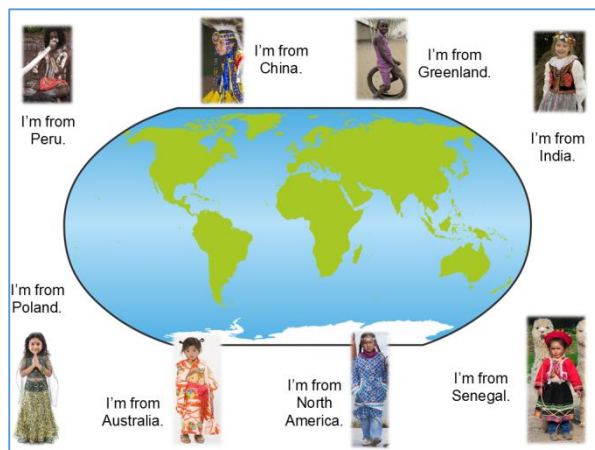 I'm from
China.
I'm from
Greenland.
I'm from
Peru.
I'm from
India.
I'm from
Poland.
I'm from
Australia.
I'm from
North
America.
I'm from
Senegal.